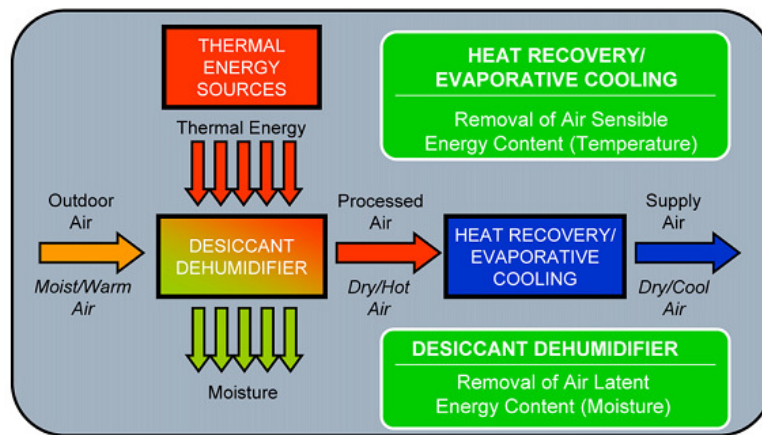 THERMAL
ENERGY
SOURCES
Thermal Energy
HEAT RECOVERY/
EVAPORATIVE COOLING
Removal of Air Sensible
Energy Content (Temperature)
Outdoor
Air
Moist/Warm
Air
DESICCANT
DEHUMIDIFIER
Processed
Air
Dry/Hot
Air
HEAT RECOVERY/
EVAPORATIVE
COOLING
Supply
Air
Dry/Cool
Air
Moisture
DESICCANT DEHUMIDIFIER
Removal of Air Latent
Energy Content (Moisture)